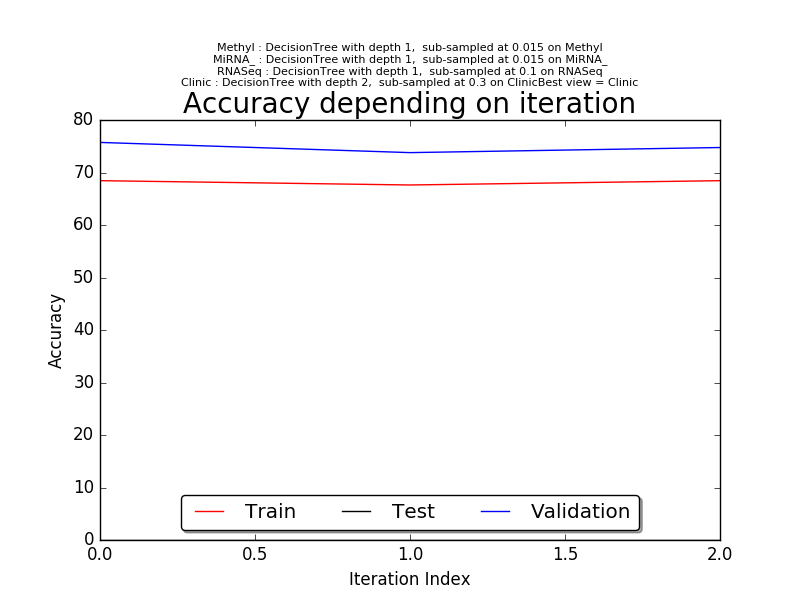 Methyl : DecisionTree with depth 1,  sub-sampled at 0.015 on Methyl
MiRNA_ : DecisionTree with depth 1,  sub-sampled at 0.015 on MiRNA_
RNASeq : DecisionTree with depth 1,  sub-sampled at 0.1 on RNASeq
Clinic : DecisionTree with depth 2,  sub-sampled at 0.3 on ClinicBest view = Clinic
Accuracy depending on iteration
80
70
60
50
40
30
20
10
0
Accuracy
Train Test Validation
0.0 0.5 1.0 1.5 2.0
Iteration Index